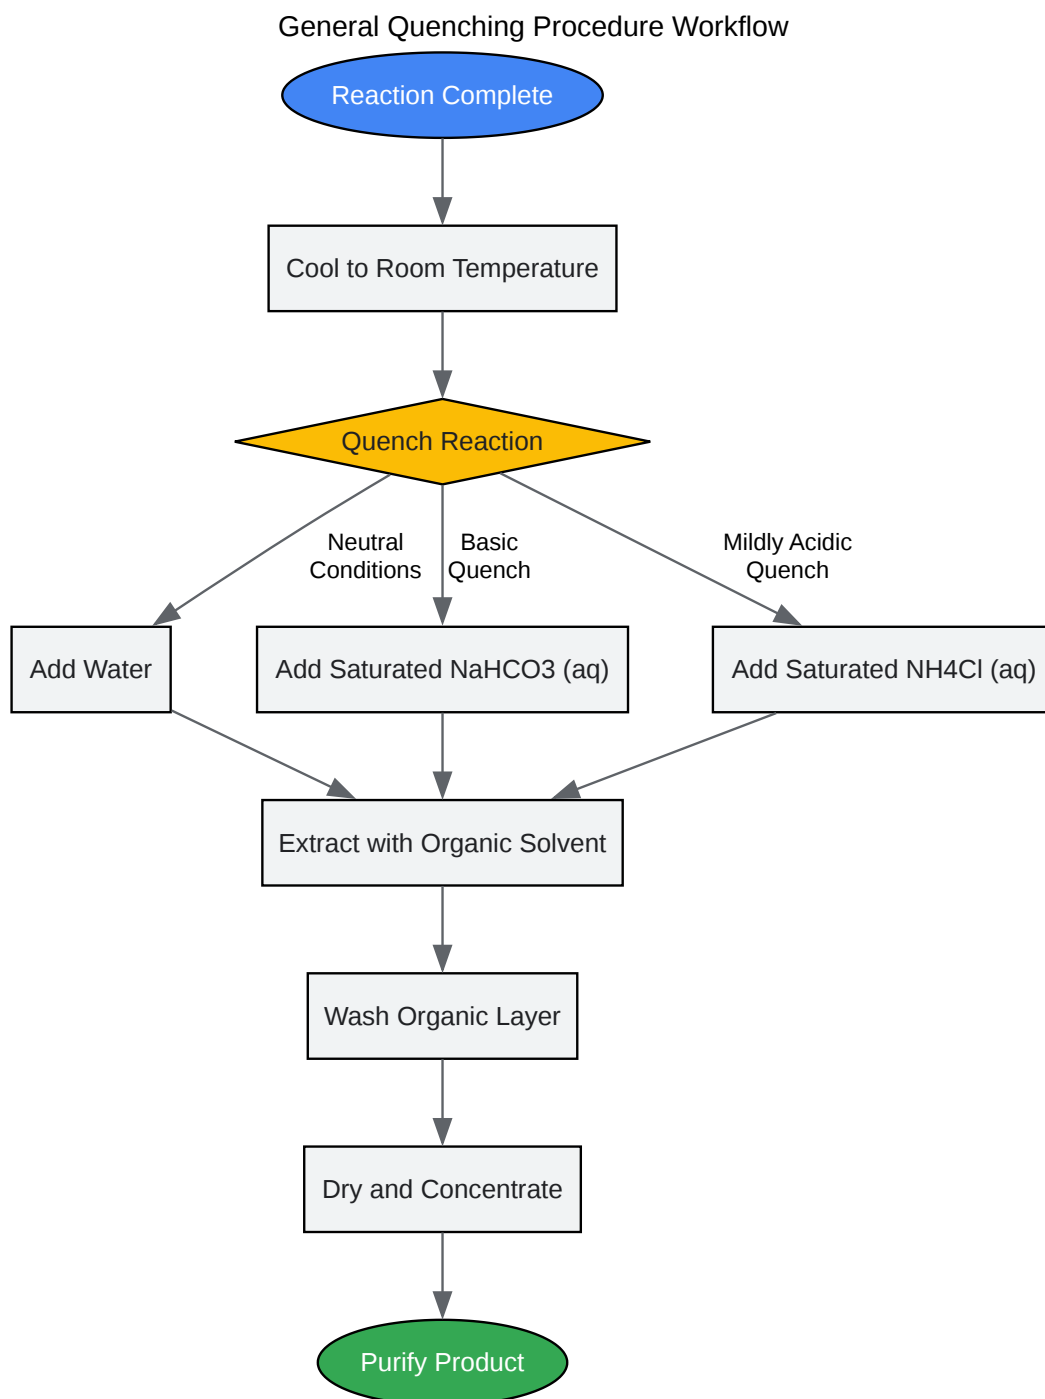 General Quenching Procedure Workflow
Reaction Complete
Cool to Room Temperature
Quench Reaction
Neutral
Conditions
Basic
Quench
Mildly Acidic
Quench
Add Water
Add Saturated NaHCO3 (aq)
Add Saturated NH4Cl (aq)
Extract with Organic Solvent
Wash Organic Layer
Dry and Concentrate
Purify Product